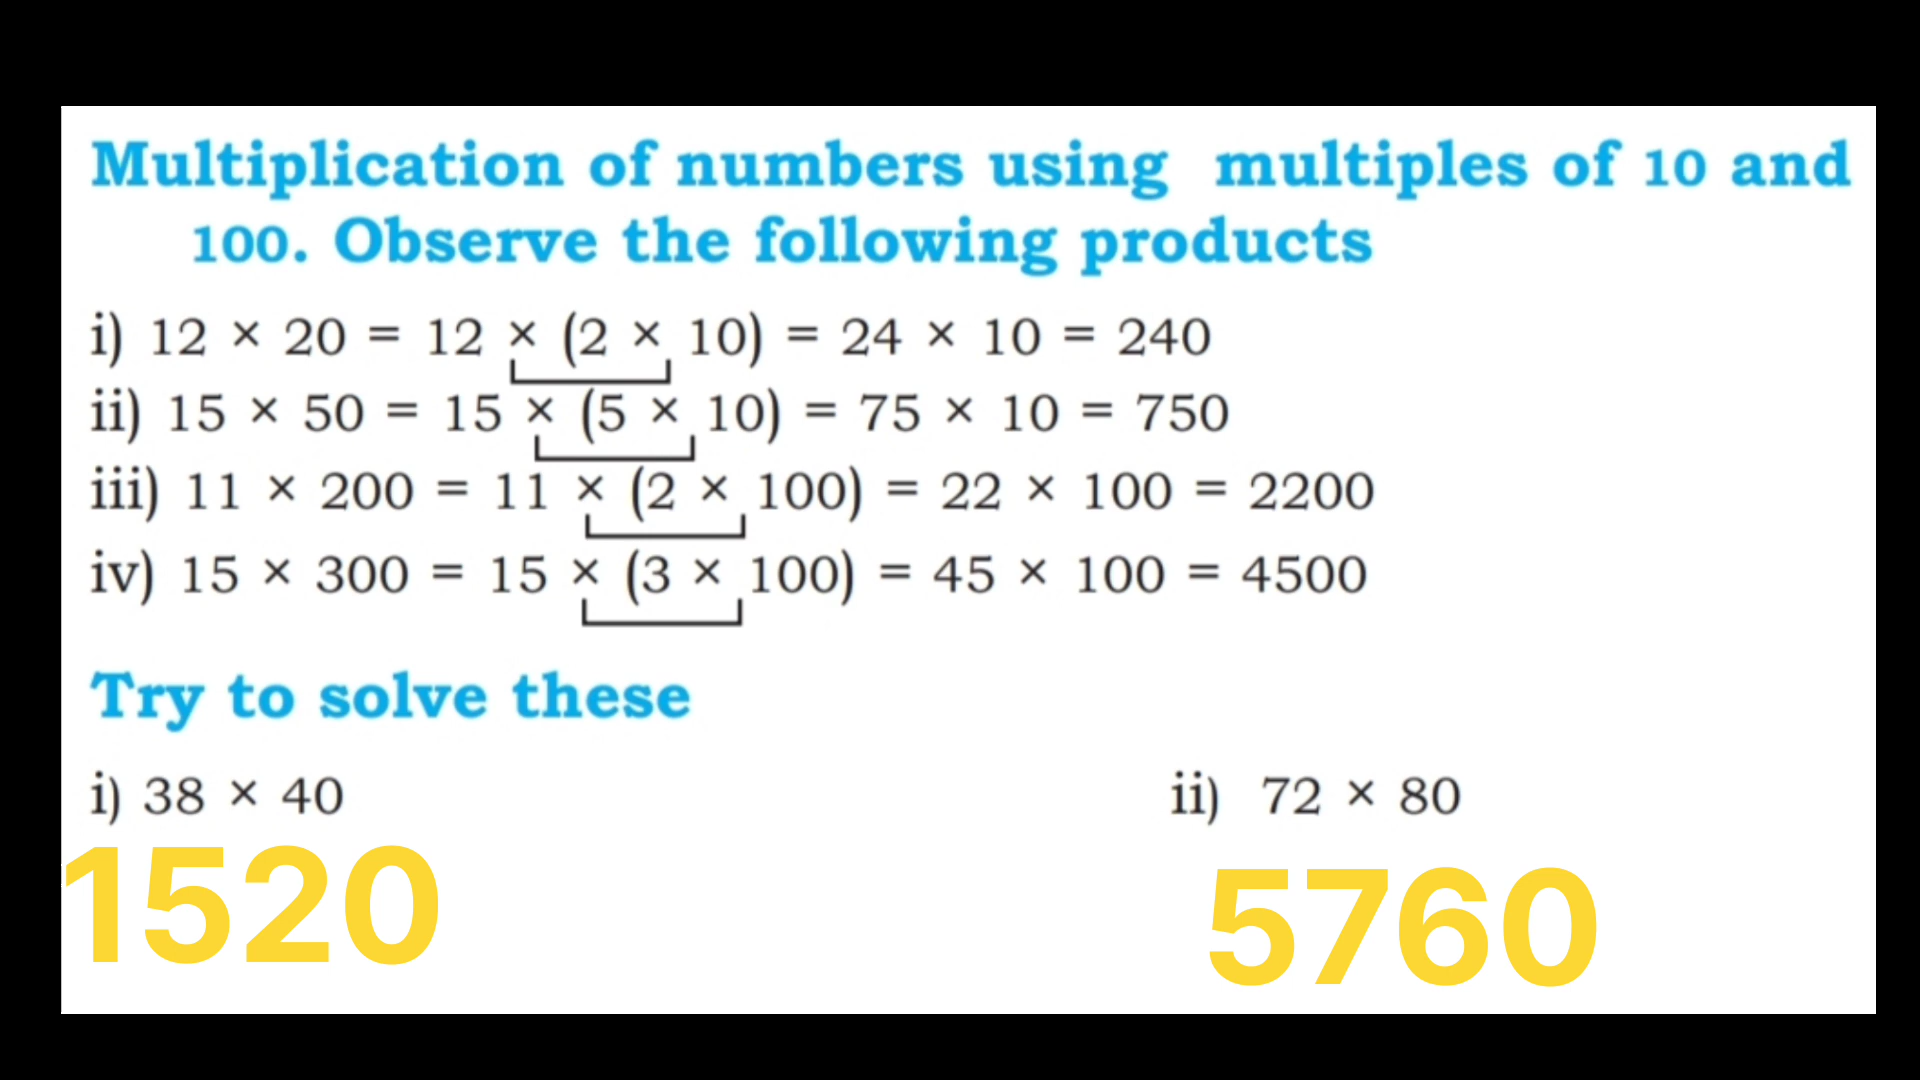 Multiplication of numbers using multiples of 10 and
100. Observe the following products
i) 12 × 20 = 12 × (2 × 10) = 24 × 10 = 240
ii) 15 × 50 = 15 × (5 × 10) = 75 × 10 = 750
iii) 11 × 200 = 11 × (2 × 100) = 22 × 100 = 2200
iv) 15 × 300 = 15 × (3 × 100) = 45 × 100 = 4500
Try to solve these
i) 38 × 40 ii) 72 × 80
1520 5760